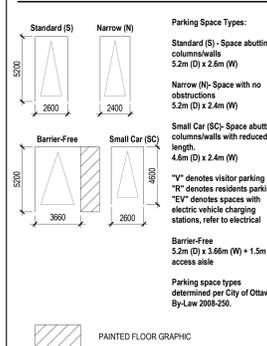 Standard (S)
Narrow (N)
5200
2600
2400
Barrier-Free
Small Car (SC)
5200
4600
3660
2600
Parking Space Types:
Standard (S) - Space abuttin
columns/walls
5.2m (D) x 2.6m (W)
Narrow (N)- Space with no
obstructions
5.2m (D) x 2.4m (W)
Small Car (SC)- Space abutti
columns/walls with reduced
length.
4.6m (D) x 2.4m (W)
"V" denotes visitor parking
"R" denotes residents parki
"EV" denotes spaces with
electric vehicle charging
stations, refer to electrical
Barrier-Free
5.2m (D) x 3.66m (W) + 1.5m
access aisle
Parking space types
determined per City of Ottaw
By-Law 2008-250.
PAINTED FLOOR GRAPHIC